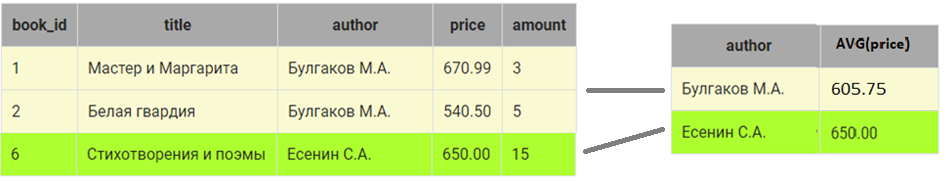 book_id title author price amount
1 Мастер и Маргарита Булгаков М.А. 670.99 3
2 Белая гвардия Булгаков М.А. 540.50 5
6 Стихотворения и поэмы Есенин С.А. 650.00 15
author AVG(price)
Булгаков М.А. 605.75
Есенин С.А. 650.00